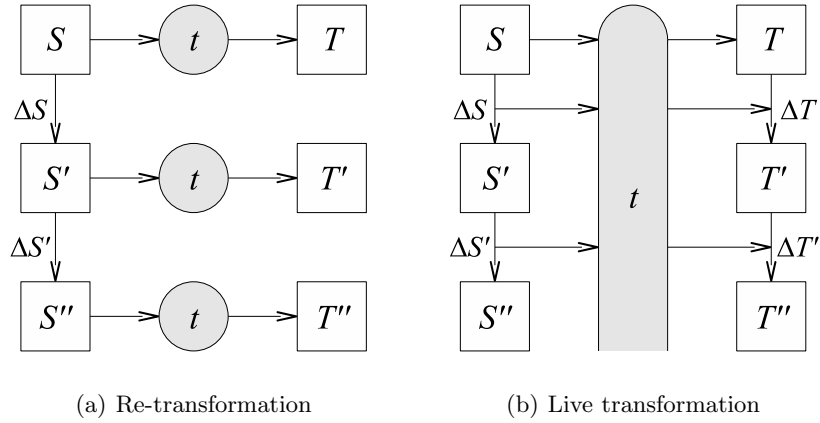 S t T
ΔS
S′ t T′
ΔS′
S″ t T″
(a) Re-transformation
S T
ΔS ΔT
S′ t T′
ΔS′ ΔT′
S″ T″
(b) Live transformation